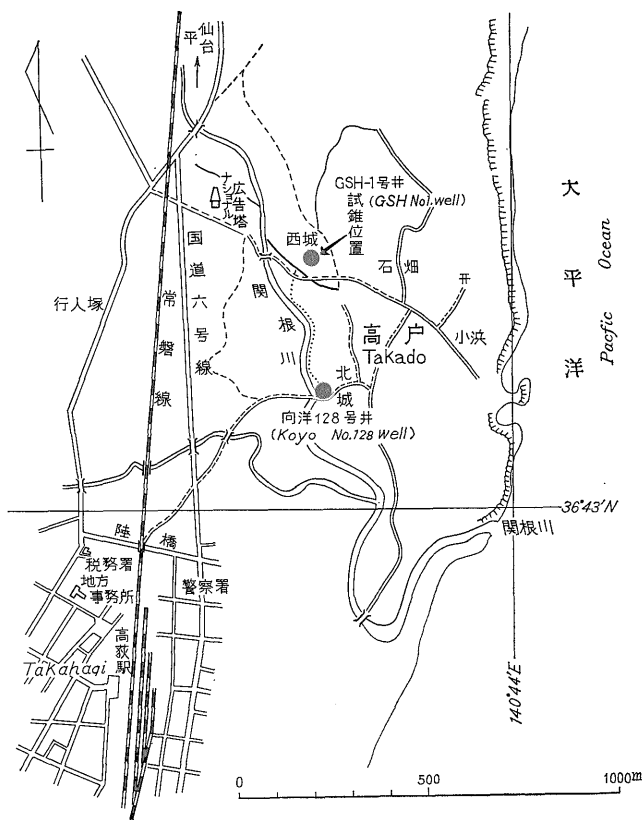 仙台
平
ナショナル
広告塔
GSH-1号井
試錐位置
(GSH No.1 well)
西城
石畑
大平洋
Pacfic Ocean
国道六号線
常磐線
行人塚
関根川
高戸
Takado
小浜
北城
向洋128号井
(Koyo No.128 Well)
36°43'N
関根川
陸橋
税務署
地方
事務所
警察署
高萩駅
Takahagi
140°44'E
0 500 1000m